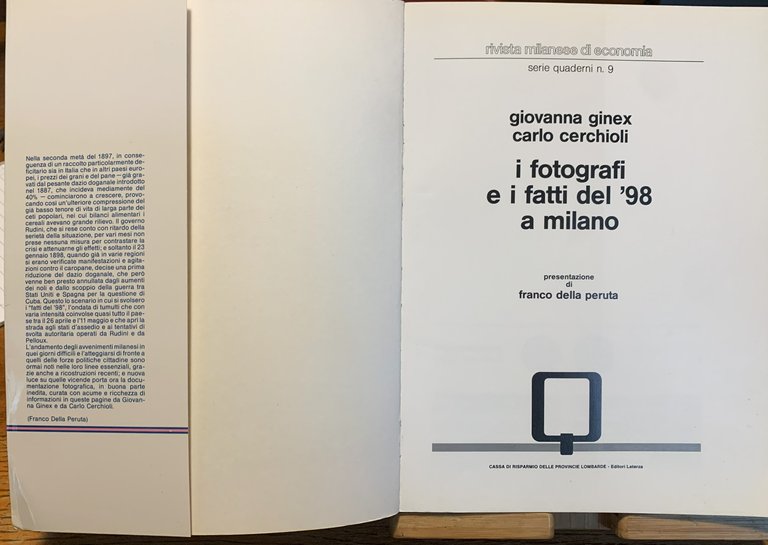 Nella seconda metà del 1897, in conse-
guenza di un raccolto particolarmente de-
ficitario sia in Italia che in altri paesi euro-
pei, i prezzi dei grani e del pane — già gra-
vati dal pesante dazio doganale introdotto
nel 1887, che incideva mediamente del
40% — cominciarono a crescere, provo-
cando così un'ulteriore compressione del
già basso tenore di vita di larga parte dei
ceti popolari, nei cui bilanci alimentari i
cereali avevano grande rilievo. Il governo
Rudinì, che si rese conto con ritardo della
serietà della situazione, per vari mesi non
prese nessuna misura per contrastare la
crisi e attenuarne gli effetti; e soltanto il 23
gennaio 1898, quando già in varie regioni
si erano verificate manifestazioni e agita-
zioni contro il caropane, decise una prima
riduzione del dazio doganale, che però
venne ben presto annullata dagli aumenti
dei noli e dallo scoppio della guerra tra
Stati Uniti e Spagna per la questione di
Cuba. Questo lo scenario in cui si svolsero
i "fatti del '98", l'ondata di tumulti che con
varia intensità coinvolse quasi tutto il pae-
se tra il 26 aprile e l'11 maggio e che aprì la
strada agli stati d'assedio e ai tentativi di
svolta autoritaria operati da Rudinì e da
Pelloux.
L'andamento degli avvenimenti milanesi in
quei giorni difficili e l'atteggiarsi di fronte a
quelli delle forze politiche cittadine sono
ormai noti nelle loro linee essenziali, gra-
zie anche a ricostruzioni recenti; e nuova
luce su quelle vicende porta ora la docu-
mentazione fotografica, in buona parte
inedita, curata con acume e ricchezza di
informazioni in queste pagine da Giovan-
na Ginex e da Carlo Cerchioli.
(Franco Della Peruta)
rivista milanese di economia
serie quaderni n. 9
giovanna ginex
carlo cerchioli
i fotografi
e i fatti del '98
a milano
presentazione
di
franco della peruta
CASSA DI RISPARMIO DELLE PROVINCIE LOMBARDE - Editori Laterza